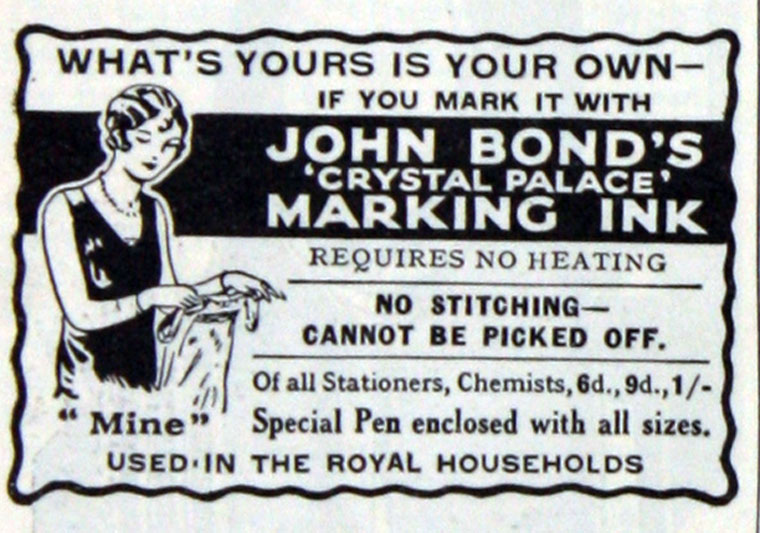 WHAT'S YOURS IS YOUR OWN—
IF YOU MARK IT WITH
JOHN BOND'S
'CRYSTAL PALACE'
MARKING INK
REQUIRES NO HEATING
NO STITCHING—
CANNOT BE PICKED OFF.
Of all Stationers, Chemists, 6d., 9d., 1/-
"Mine" Special Pen enclosed with all sizes.
USED IN THE ROYAL HOUSEHOLDS